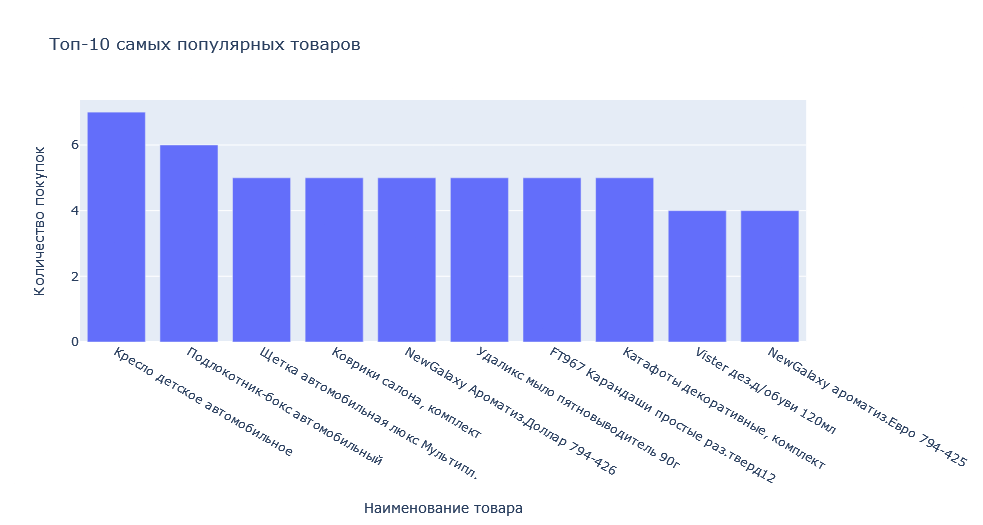 Топ-10 самых популярных товаров
Количество покупок
6
4
2
0
Кресло детское автомобильное
Подлокотник-бокс автомобильный
Щетка автомобильная люкс Мультипл.
Коврики салона, комплект
NewGalaxy Ароматиз.Доллар 794-426
Удаликс мыло пятновыводитель 90г
FT967 Карандаши простые раз.тверд12
Катафоты декоративные, комплект
Vister дез.д/обуви 120мл
NewGalaxy ароматиз.Евро 794-425
Наименование товара